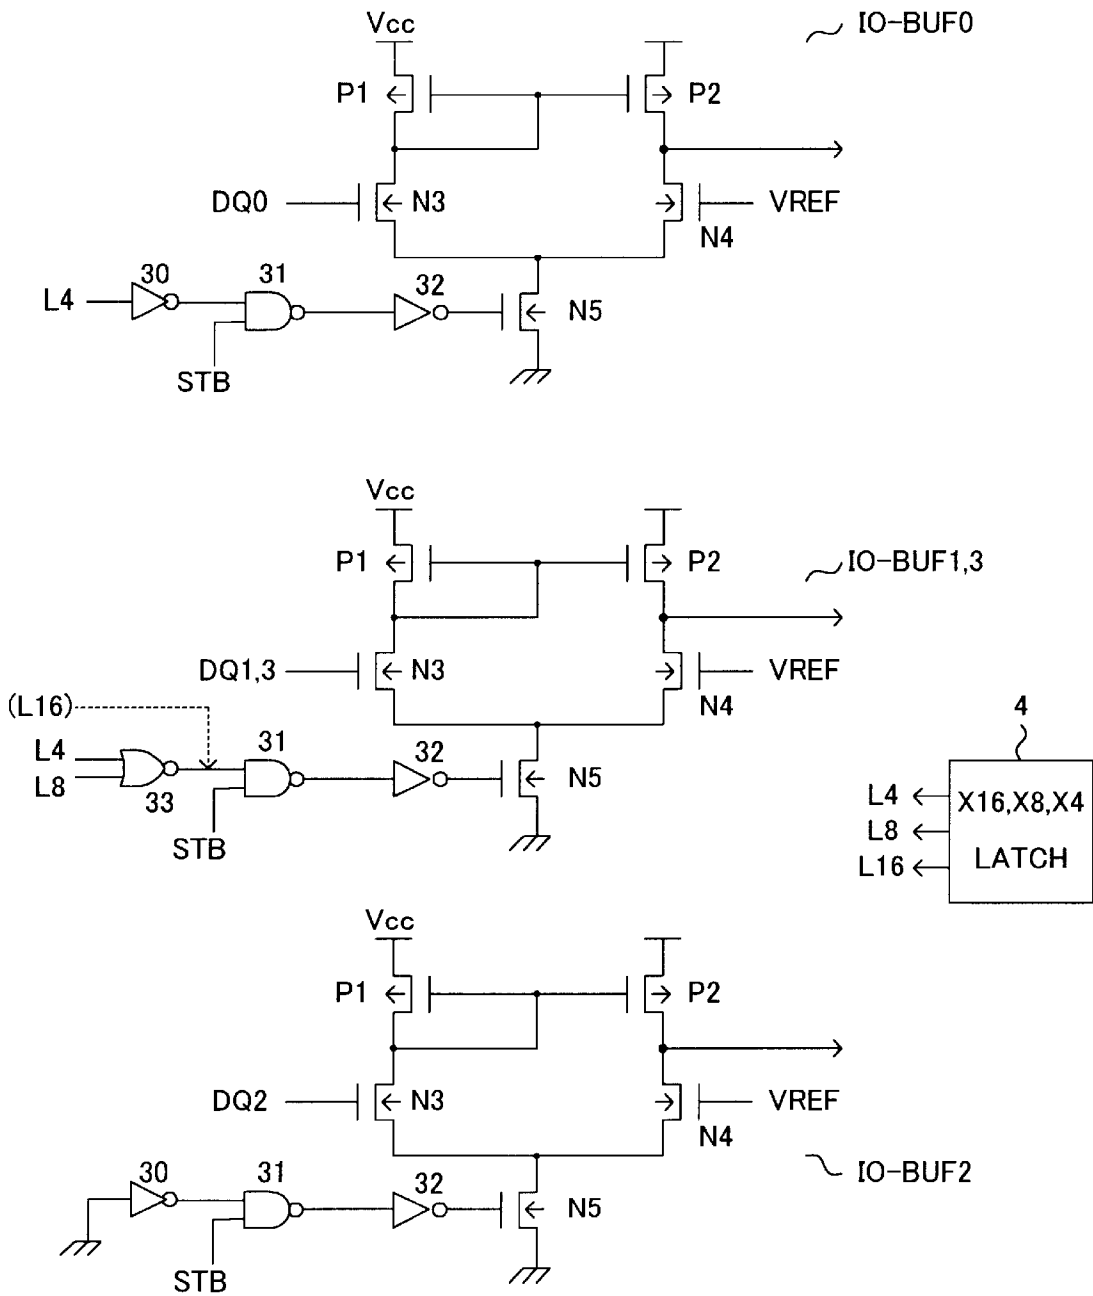 Vcc
IO-BUF0
P1
P2
DQ0
N3
VREF
N4
30
31
32
L4
N5
STB
Vcc
P1
P2
IO-BUF1,3
DQ1,3
N3
VREF
(L16)
N4
4
31
32
L4
L8
33
N5
STB
L4
X16,X8,X4
L8
LATCH
L16
Vcc
P1
P2
DQ2
N3
VREF
N4
30
31
32
IO-BUF2
N5
STB